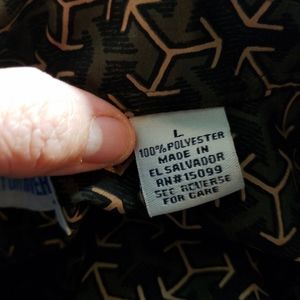 L
100% POLYESTER
MADE IN
EL SALVADOR
RN#15099
SEE REVERSE
FOR CARE